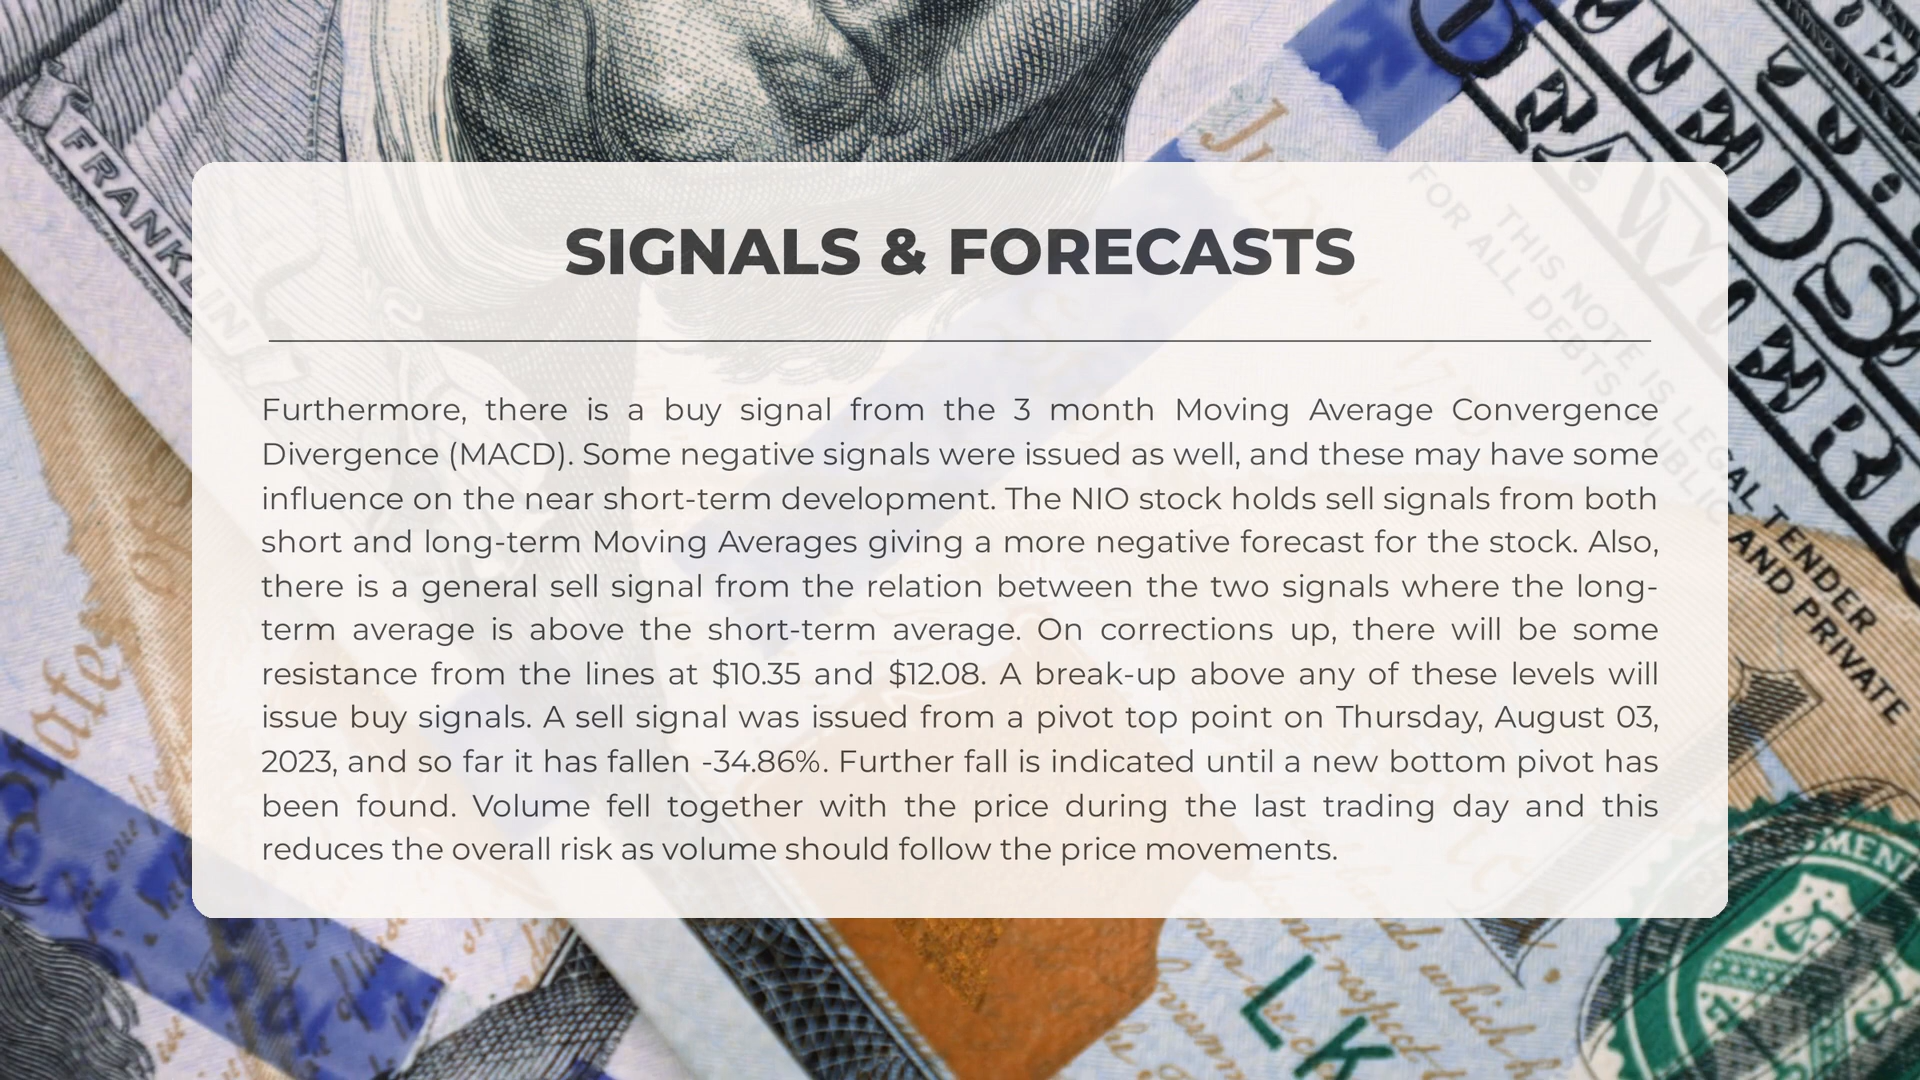 SIGNALS & FORECASTS
Furthermore, there is a buy signal from the 3 month Moving Average Convergence
Divergence (MACD). Some negative signals were issued as well, and these may have some
influence on the near short-term development. The NIO stock holds sell signals from both
short and long-term Moving Averages giving a more negative forecast for the stock. Also,
there is a general sell signal from the relation between the two signals where the long-
term average is above the short-term average. On corrections up, there will be some
resistance from the lines at $10.35 and $12.08. A break-up above any of these levels will
issue buy signals. A sell signal was issued from a pivot top point on Thursday, August 03,
2023, and so far it has fallen -34.86%. Further fall is indicated until a new bottom pivot has
been found. Volume fell together with the price during the last trading day and this
reduces the overall risk as volume should follow the price movements.
FRANKLIN
THIS NOTE IS LEGAL TENDER
FOR ALL DEBTS, PUBLIC AND PRIVATE
LK